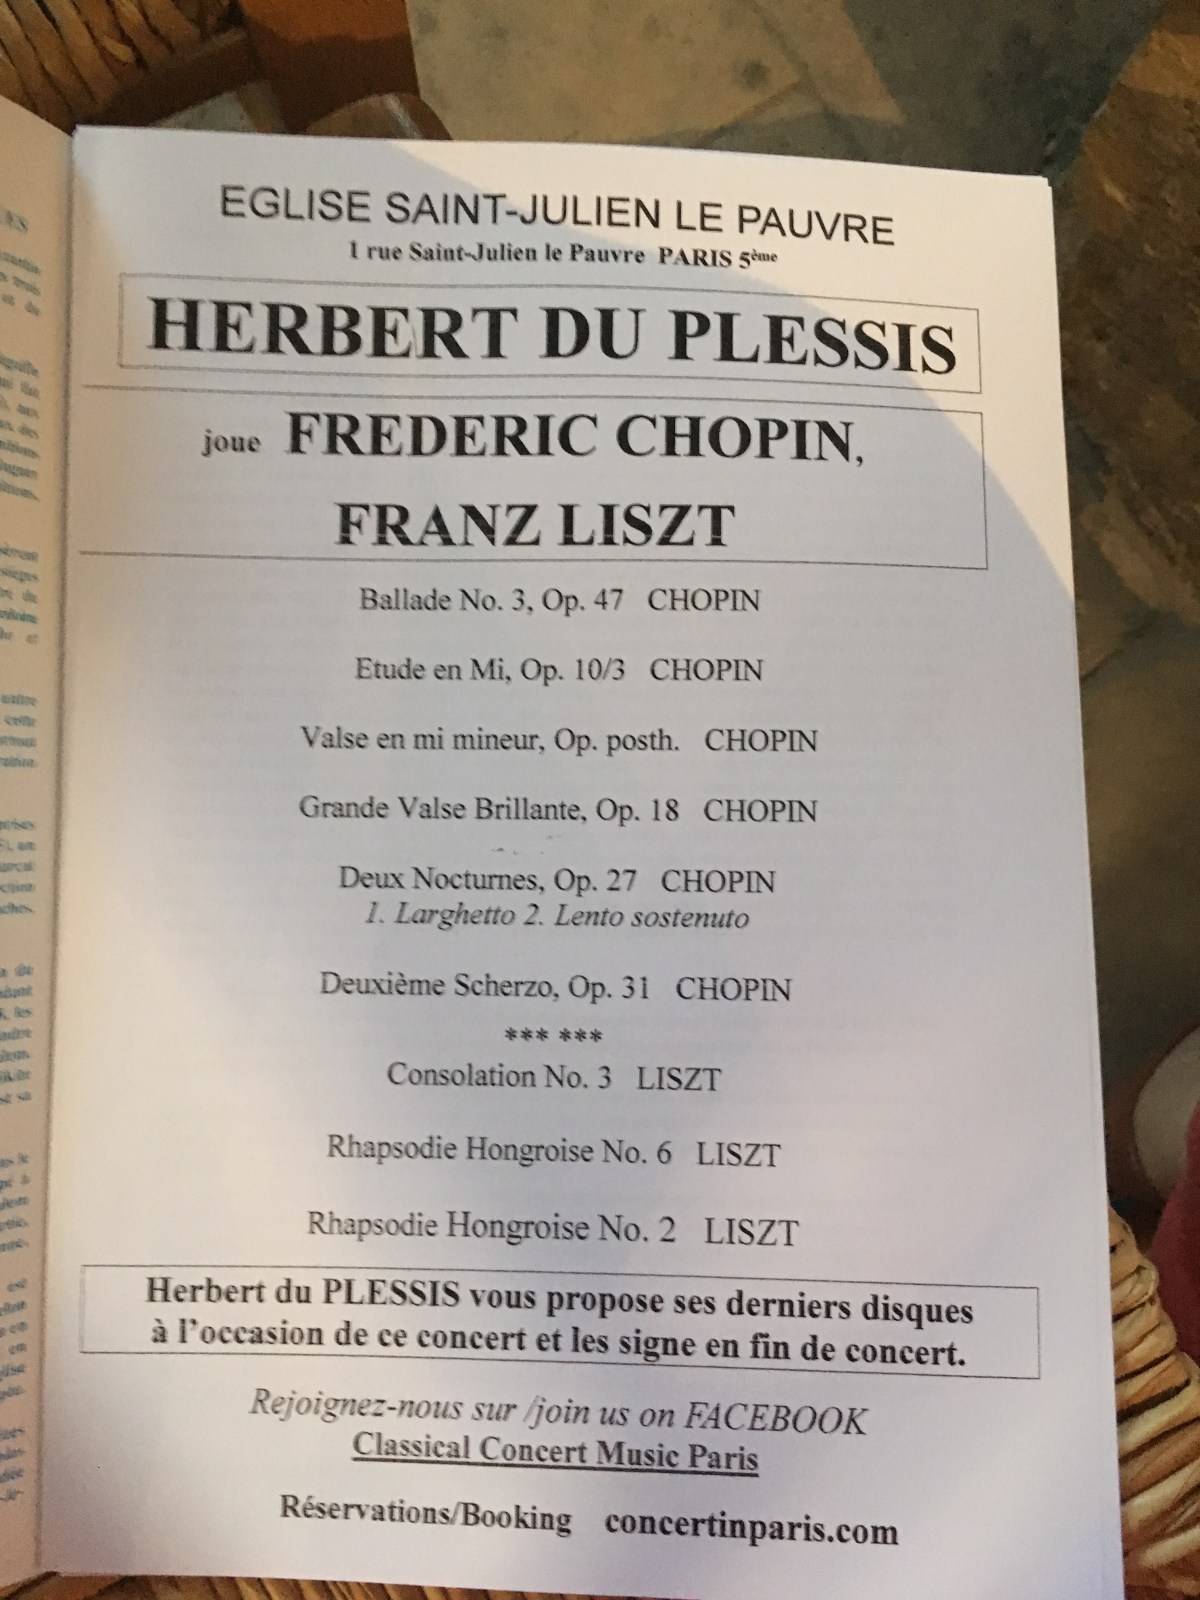 EGLISE SAINT-JULIEN LE PAUVRE
1 rue Saint-Julien le Pauvre PARIS 5ème
HERBERT DU PLESSIS
joue FREDERIC CHOPIN,
FRANZ LISZT
Ballade No. 3, Op. 47 CHOPIN
Etude en Mi, Op. 10/3 CHOPIN
Valse en mi mineur, Op. posth. CHOPIN
Grande Valse Brillante, Op. 18 CHOPIN
Deux Nocturnes, Op. 27 CHOPIN
1. Larghetto 2. Lento sostenuto
Deuxième Scherzo, Op. 31 CHOPIN
*** ***
Consolation No. 3 LISZT
Rhapsodie Hongroise No. 6 LISZT
Rhapsodie Hongroise No. 2 LISZT
Herbert du PLESSIS vous propose ses derniers disques
à l'occasion de ce concert et les signe en fin de concert.
Rejoignez-nous sur /join us on FACEBOOK
Classical Concert Music Paris
Réservations/Booking concertinparis.com